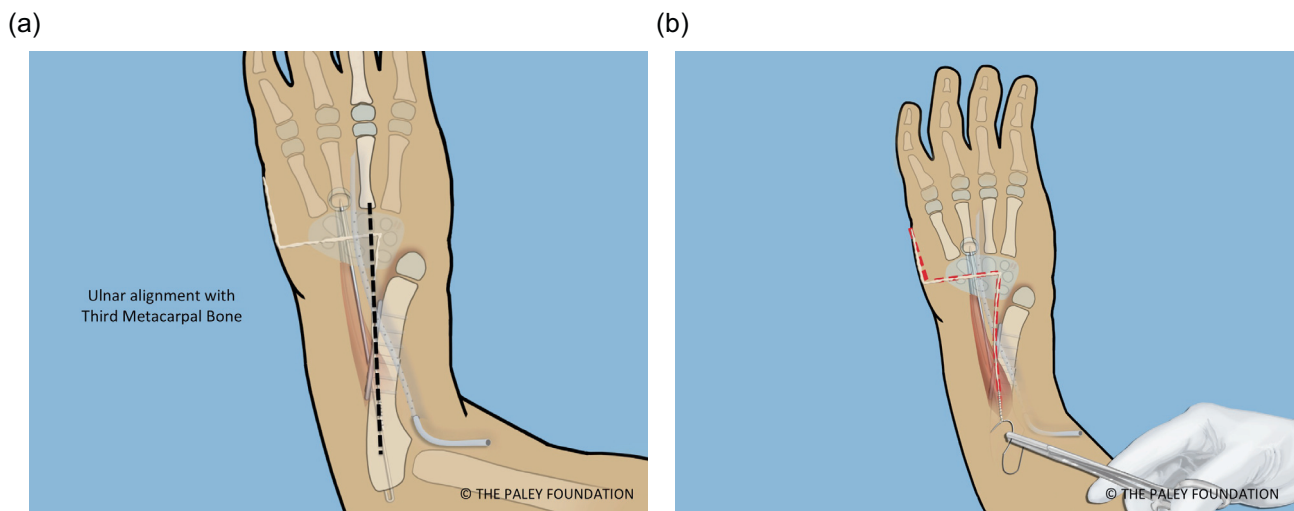 (a)
(b)
Ulnar alignment with
Third Metacarpal Bone
© THE PALEY FOUNDATION
© THE PALEY FOUNDATION